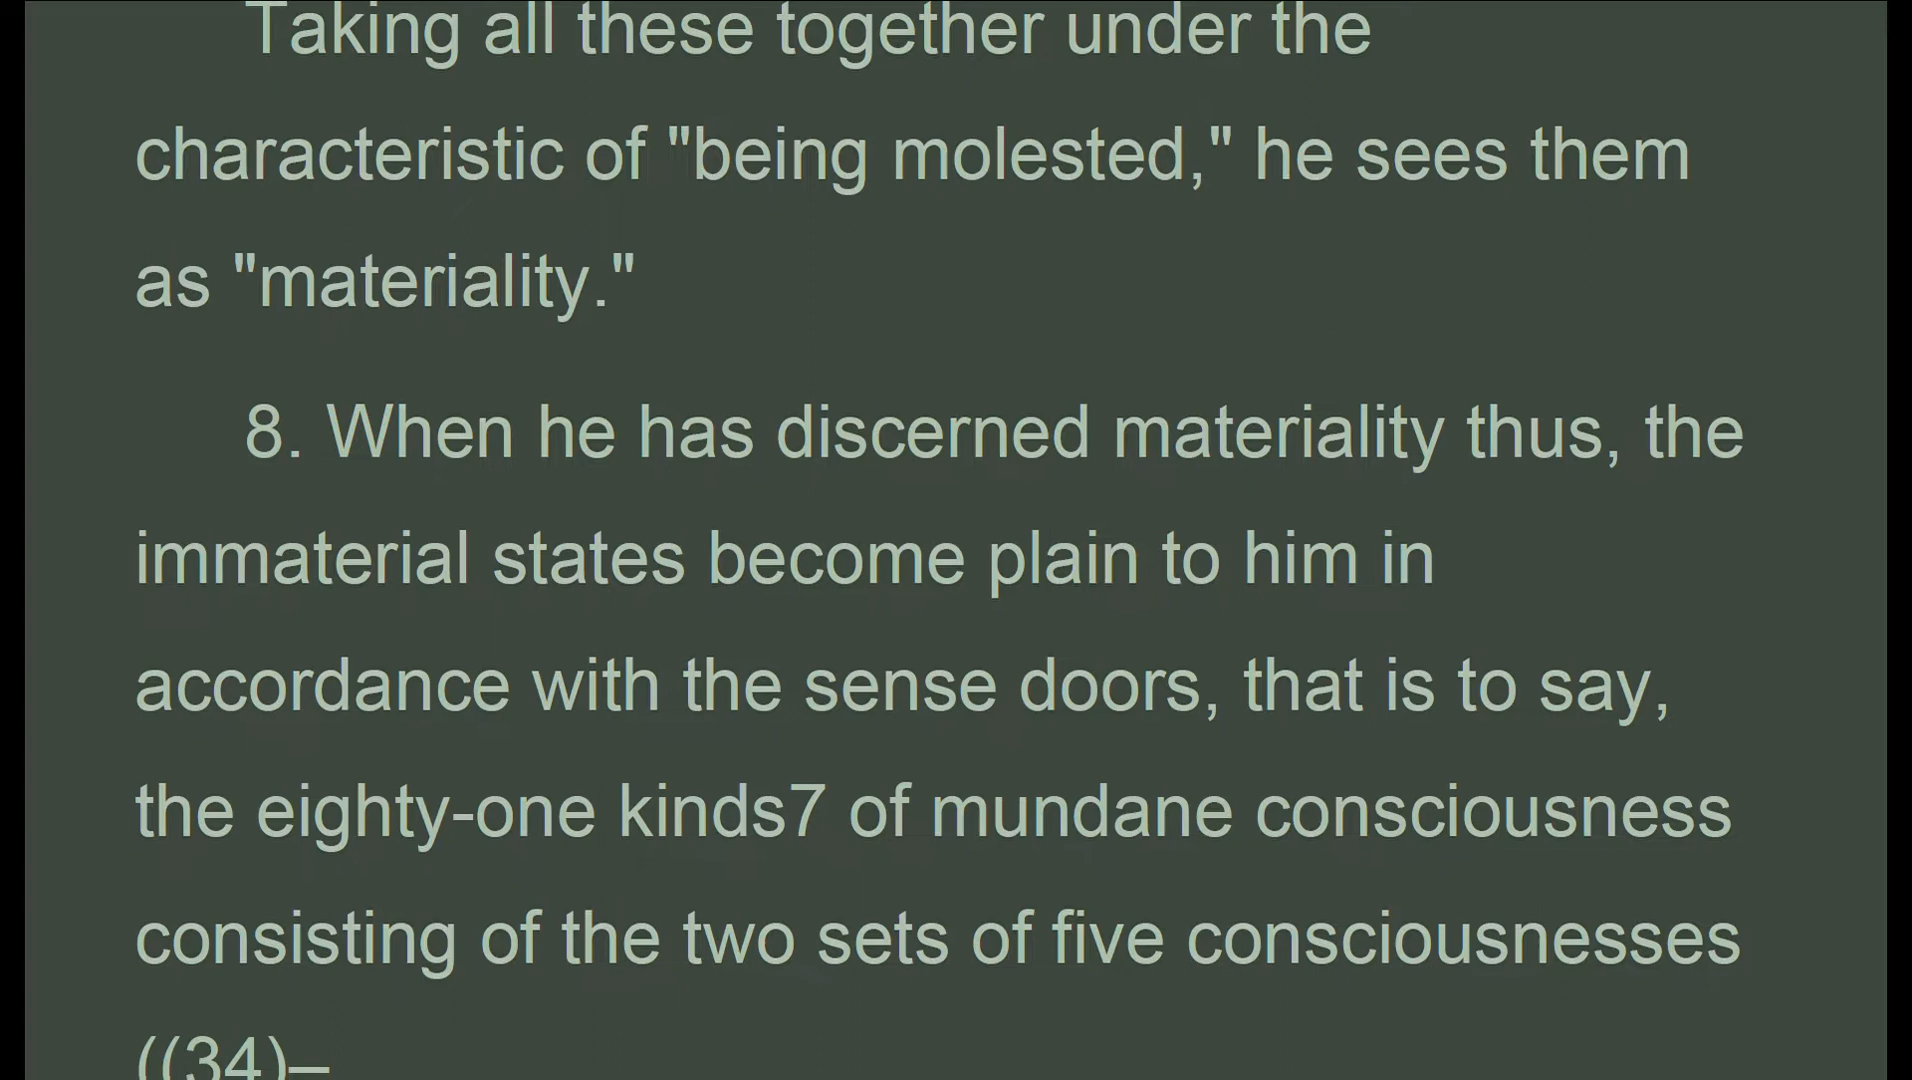 Taking all these together under the
characteristic of "being molested," he sees them
as "materiality."
8. When he has discerned materiality thus, the
immaterial states become plain to him in
accordance with the sense doors, that is to say,
the eighty-one kinds7 of mundane consciousness
consisting of the two sets of five consciousnesses
((34)–